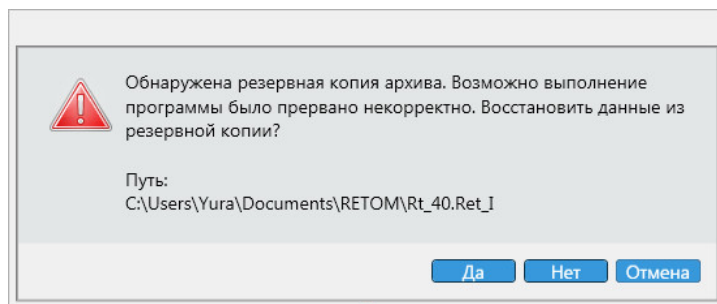 Обнаружена резервная копия архива. Возможно выполнение
программы было прервано некорректно. Восстановить данные из
резервной копии?
Путь:
C:\Users\Yura\Documents\RETOM\Rt_40.Ret_I
Да Нет Отмена